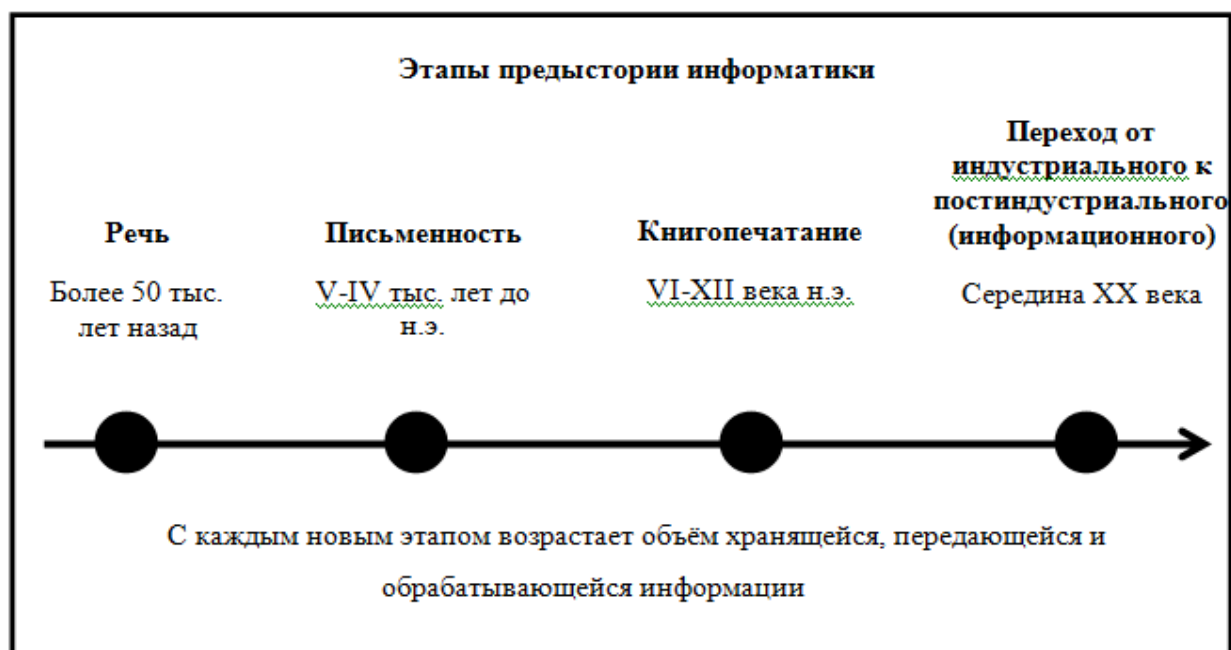 Этапы предыстории информатики
Речь
Более 50 тыс.
лет назад
Письменность
V-IV тыс. лет до
н.э.
Книгопечатание
VI-XII века н.э.
Переход от
индустриального к
постиндустриального
(информационного)
Середина XX века
С каждым новым этапом возрастает объём хранящейся, передающейся и
обрабатывающейся информации